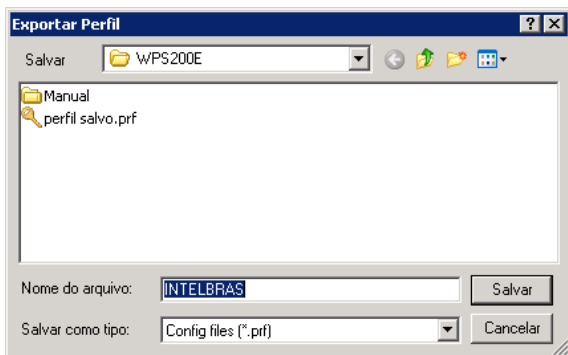 Exportar Perfil
Salvar WPS200E
Manual
perfil salvo.prf
Nome do arquivo: INTELBRAS Salvar
Salvar como tipo: Config files (*.prf) Cancelar